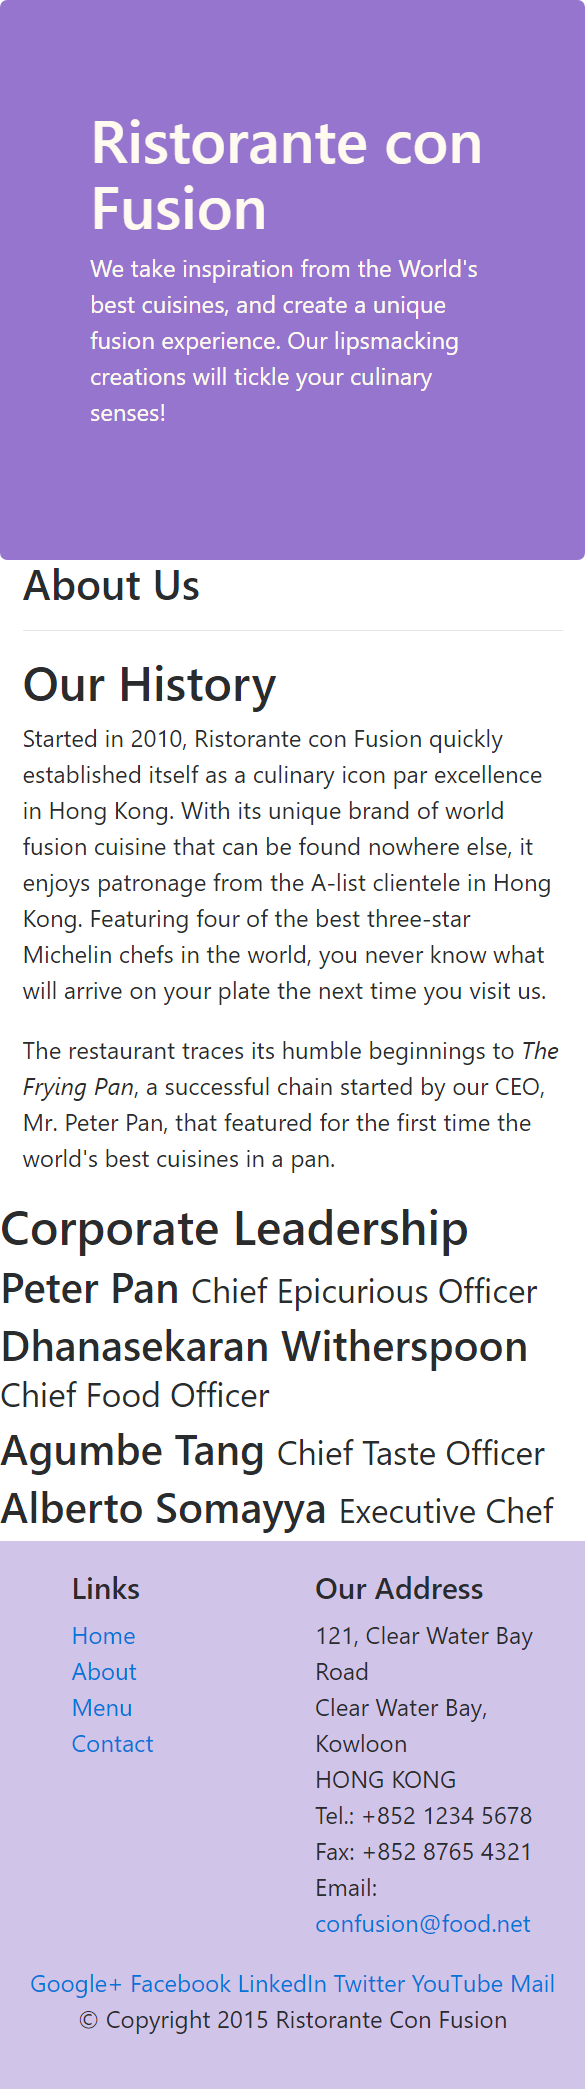 Ristorante con
Fusion
We take inspiration from the World's
best cuisines, and create a unique
fusion experience. Our lipsmacking
creations will tickle your culinary
senses!
About Us
Our History
Started in 2010, Ristorante con Fusion quickly
established itself as a culinary icon par excellence
in Hong Kong. With its unique brand of world
fusion cuisine that can be found nowhere else, it
enjoys patronage from the A-list clientele in Hong
Kong. Featuring four of the best three-star
Michelin chefs in the world, you never know what
will arrive on your plate the next time you visit us.
The restaurant traces its humble beginnings to The
Frying Pan, a successful chain started by our CEO,
Mr. Peter Pan, that featured for the first time the
world's best cuisines in a pan.
Corporate Leadership
Peter Pan Chief Epicurious Officer
Dhanasekaran Witherspoon
Chief Food Officer
Agumbe Tang Chief Taste Officer
Alberto Somayya Executive Chef
Links
Home
About
Menu
Contact
Our Address
121, Clear Water Bay
Road
Clear Water Bay,
Kowloon
HONG KONG
Tel.: +852 1234 5678
Fax: +852 8765 4321
Email:
confusion@food.net
Google+ Facebook LinkedIn Twitter YouTube Mail
© Copyright 2015 Ristorante Con Fusion